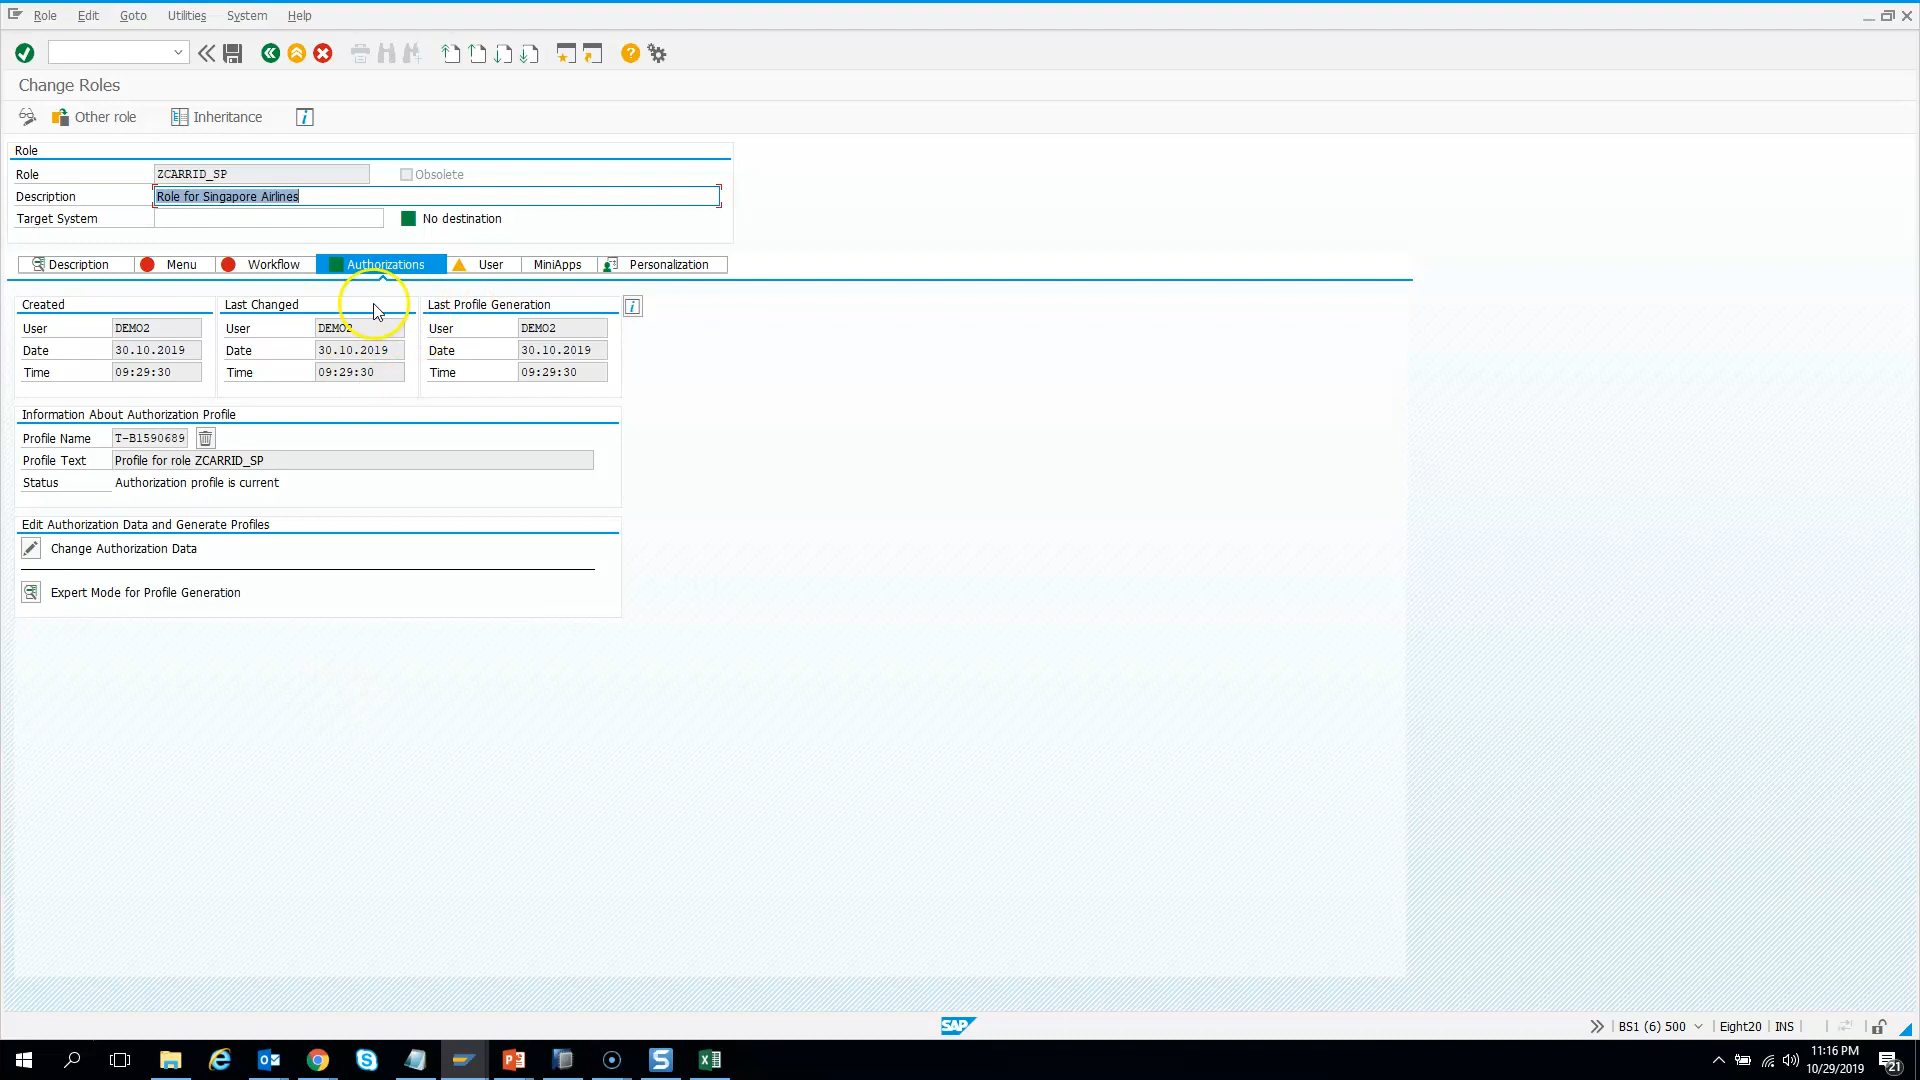 Role Edit Goto Utilities System Help
Change Roles
Other role Inheritance
Role
Role ZCARRID_SP Obsolete
Description Role for Singapore Airlines
Target System No destination
Description Menu Workflow Authorizations User MiniApps Personalization
Created Last Changed Last Profile Generation
User DEMO2 User DEMO2 User DEMO2
Date 30.10.2019 Date 30.10.2019 Date 30.10.2019
Time 09:29:30 Time 09:29:30 Time 09:29:30
Information About Authorization Profile
Profile Name T-B1590689
Profile Text Profile for role ZCARRID_SP
Status Authorization profile is current
Edit Authorization Data and Generate Profiles
Change Authorization Data
Expert Mode for Profile Generation
SAP BS1 (6) 500 Eight20 INS
11:16 PM
10/29/2019
21